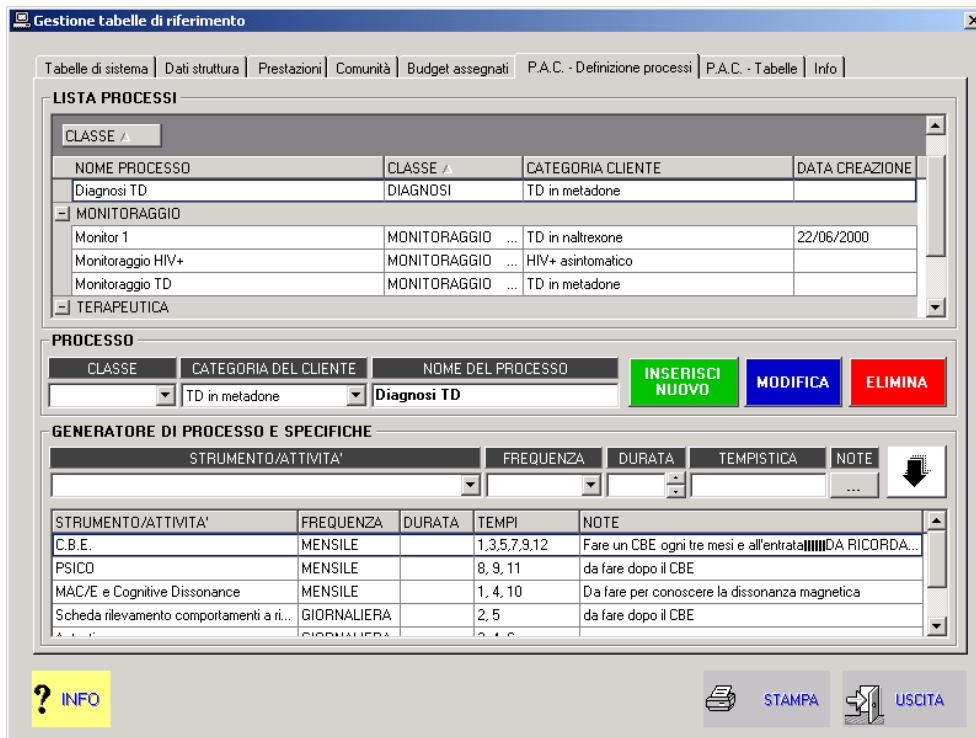 Gestione tabelle di riferimento
Tabelle di sistema Dati struttura Prestazioni Comunità Budget assegnati P.A.C. - Definizione processi P.A.C. - Tabelle Info
LISTA PROCESSI
CLASSE
NOME PROCESSO CLASSE CATEGORIA CLIENTE DATA CREAZIONE
Diagnosi TD DIAGNOSI TD in metadone
MONITORAGGIO
Monitor 1 MONITORAGGIO ... TD in naltrexone 22/06/2000
Monitoraggio HIV+ MONITORAGGIO ... HIV+ asintomatico
Monitoraggio TD MONITORAGGIO ... TD in metadone
TERAPEUTICA
PROCESSO
CLASSE CATEGORIA DEL CLIENTE NOME DEL PROCESSO
TD in metadone Diagnosi TD
INSERISCI NUOVO MODIFICA ELIMINA
GENERATORE DI PROCESSO E SPECIFICHE
STRUMENTO/ATTIVITA' FREQUENZA DURATA TEMPISTICA NOTE
...
STRUMENTO/ATTIVITA' FREQUENZA DURATA TEMPI NOTE
C.B.E. MENSILE 1,3,5,7,9,12 Fare un CBE ogni tre mesi e all'entrata||||||DA RICORDA...
PSICO MENSILE 8, 9, 11 da fare dopo il CBE
MAC/E e Cognitive Dissonance MENSILE 1, 4, 10 Da fare per conoscere la dissonanza magnetica
Scheda rilevamento comportamenti a ri... GIORNALIERA 2, 5 da fare dopo il CBE
? INFO STAMPA USCITA